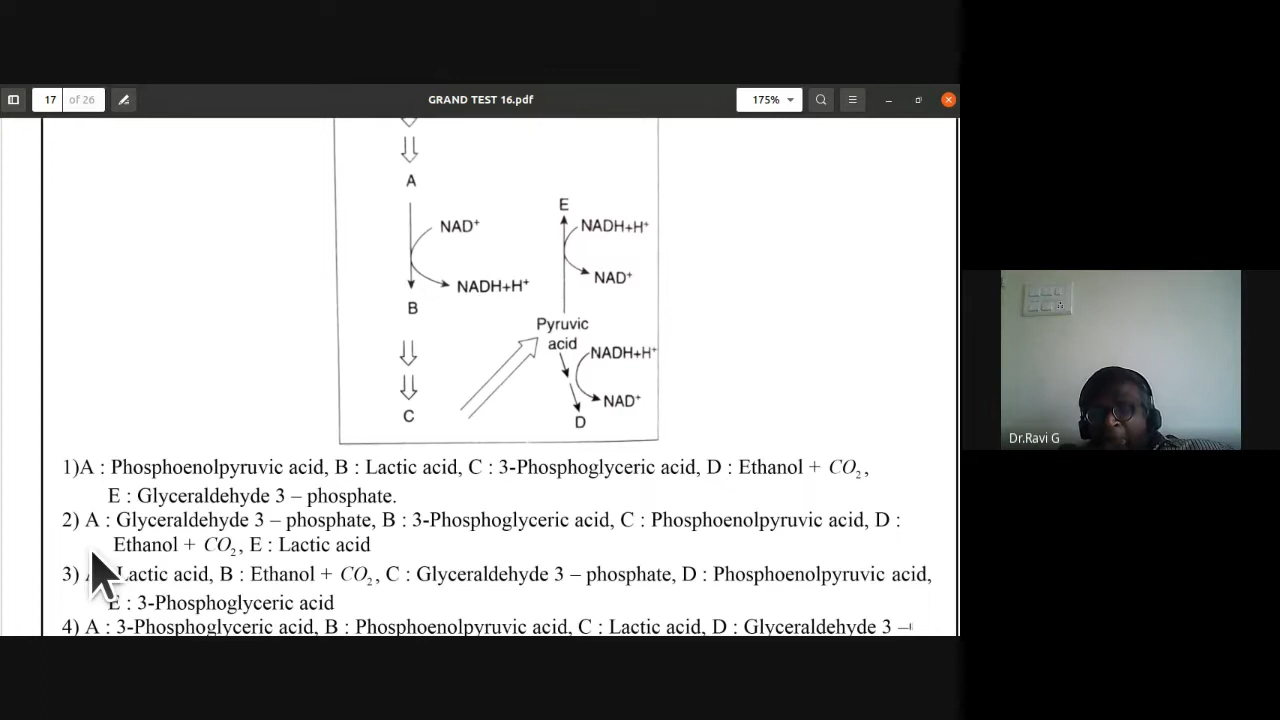 17 of 26
GRAND TEST 16.pdf
175%
A
NAD⁺
NADH+H⁺
B
C
E
NADH+H⁺
NAD⁺
Pyruvic
acid
NADH+H⁺
NAD⁺
D
1)A : Phosphoenolpyruvic acid, B : Lactic acid, C : 3-Phosphoglyceric acid, D : Ethanol + CO₂,
E : Glyceraldehyde 3 – phosphate.
2) A : Glyceraldehyde 3 – phosphate, B : 3-Phosphoglyceric acid, C : Phosphoenolpyruvic acid, D :
Ethanol + CO₂, E : Lactic acid
3) Lactic acid, B : Ethanol + CO₂, C : Glyceraldehyde 3 – phosphate, D : Phosphoenolpyruvic acid,
E : 3-Phosphoglyceric acid
4) A : 3-Phosphoglyceric acid, B : Phosphoenolpyruvic acid, C : Lactic acid, D : Glyceraldehyde 3 –
Dr.Ravi G